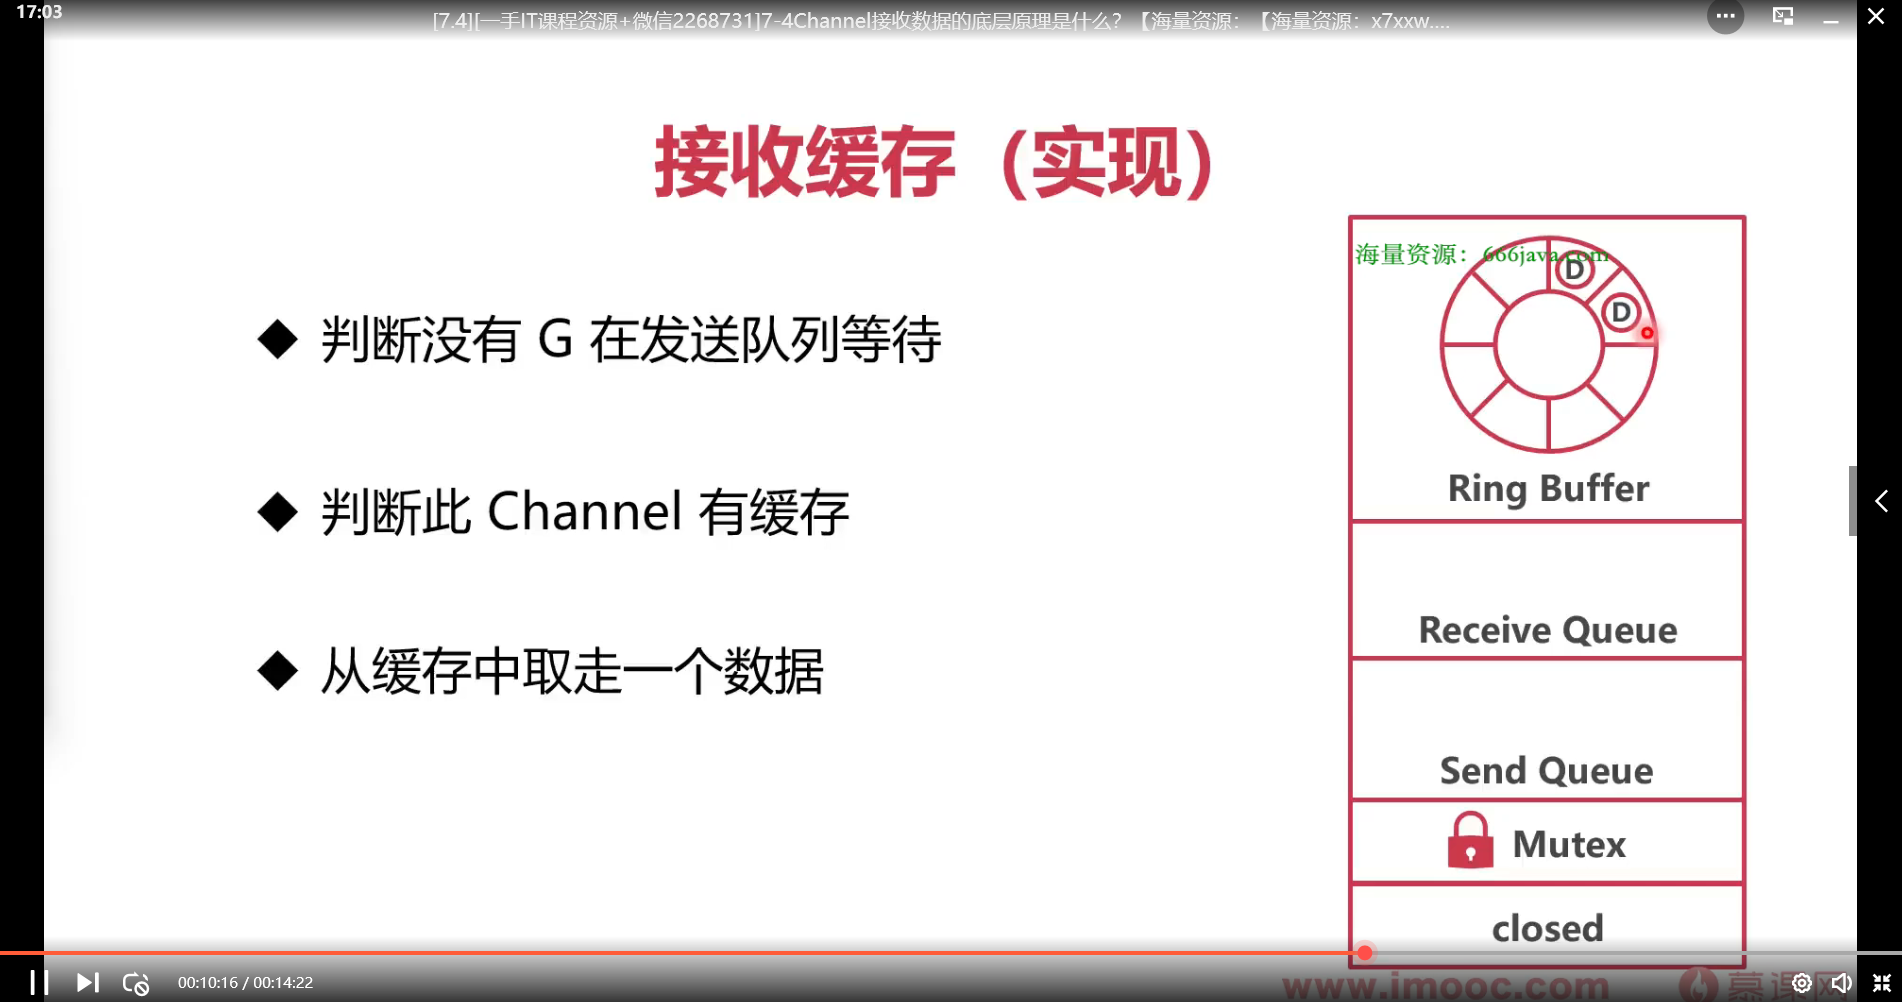 17:03
[7.4][一手IT课程资源+微信2268731]7-4Channel接收数据的底层原理是什么？【海量资源：【海量资源：x7xxw....
接收缓存（实现）
海量资源：666java.com
D
D
判断没有 G 在发送队列等待
判断此 Channel 有缓存
从缓存中取走一个数据
Ring Buffer
Receive Queue
Send Queue
Mutex
closed
00:10:16 / 00:14:22
www.imooc.com 慕课网